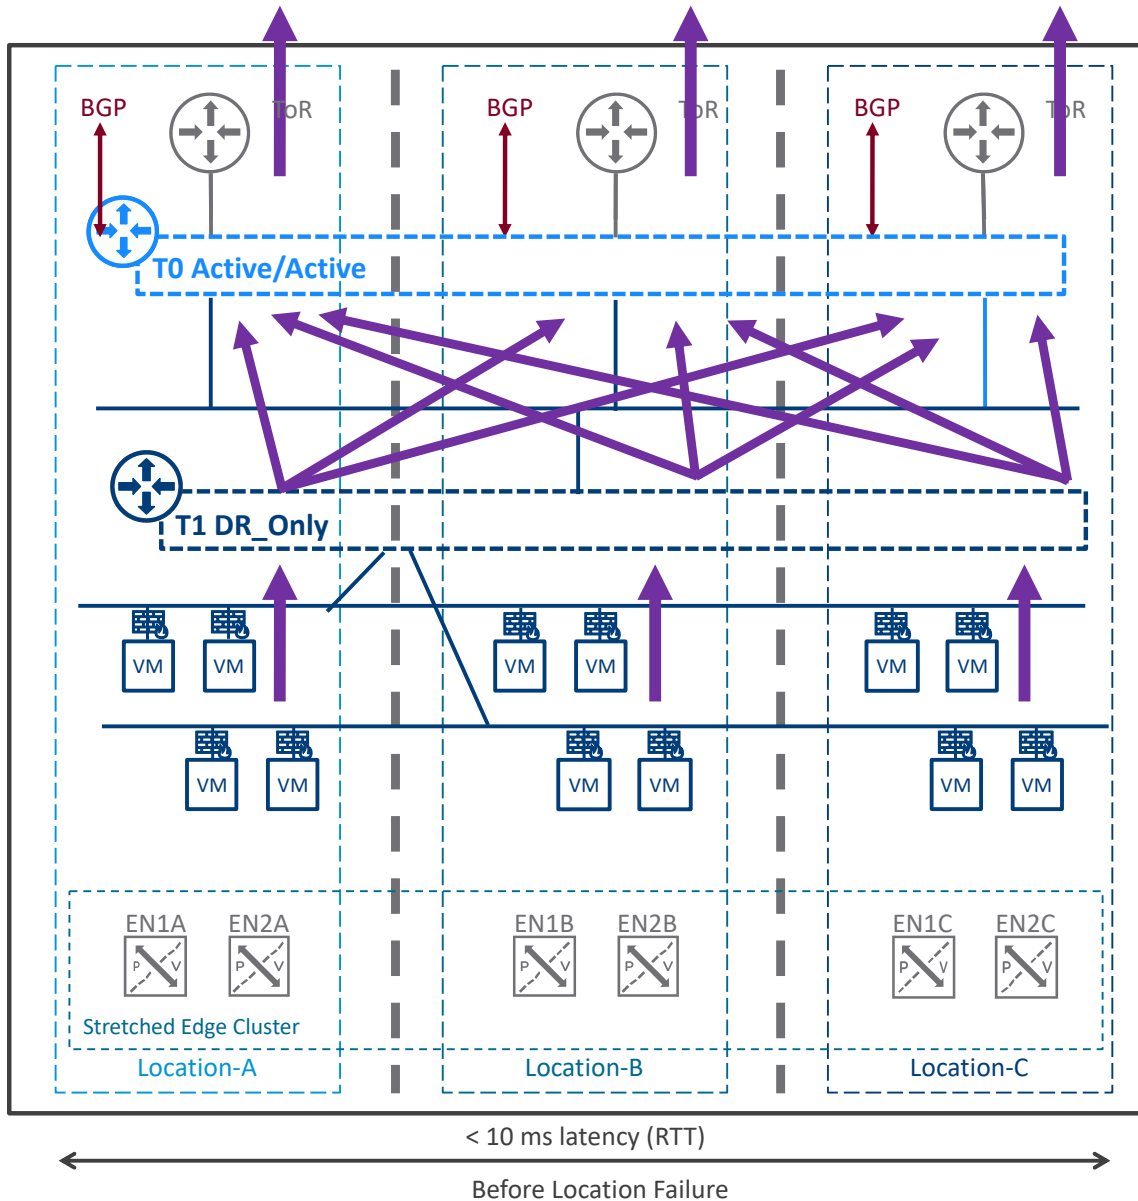 BGP
ToR
BGP
ToR
BGP
ToR
T0 Active/Active
T1 DR_Only
VM
VM
VM
VM
VM
VM
VM
VM
VM
VM
VM
VM
EN1A
EN2A
EN1B
EN2B
EN1C
EN2C
P
V
P
V
P
V
P
V
P
V
P
V
Stretched Edge Cluster
Location-A
Location-B
Location-C
< 10 ms latency (RTT)
Before Location Failure